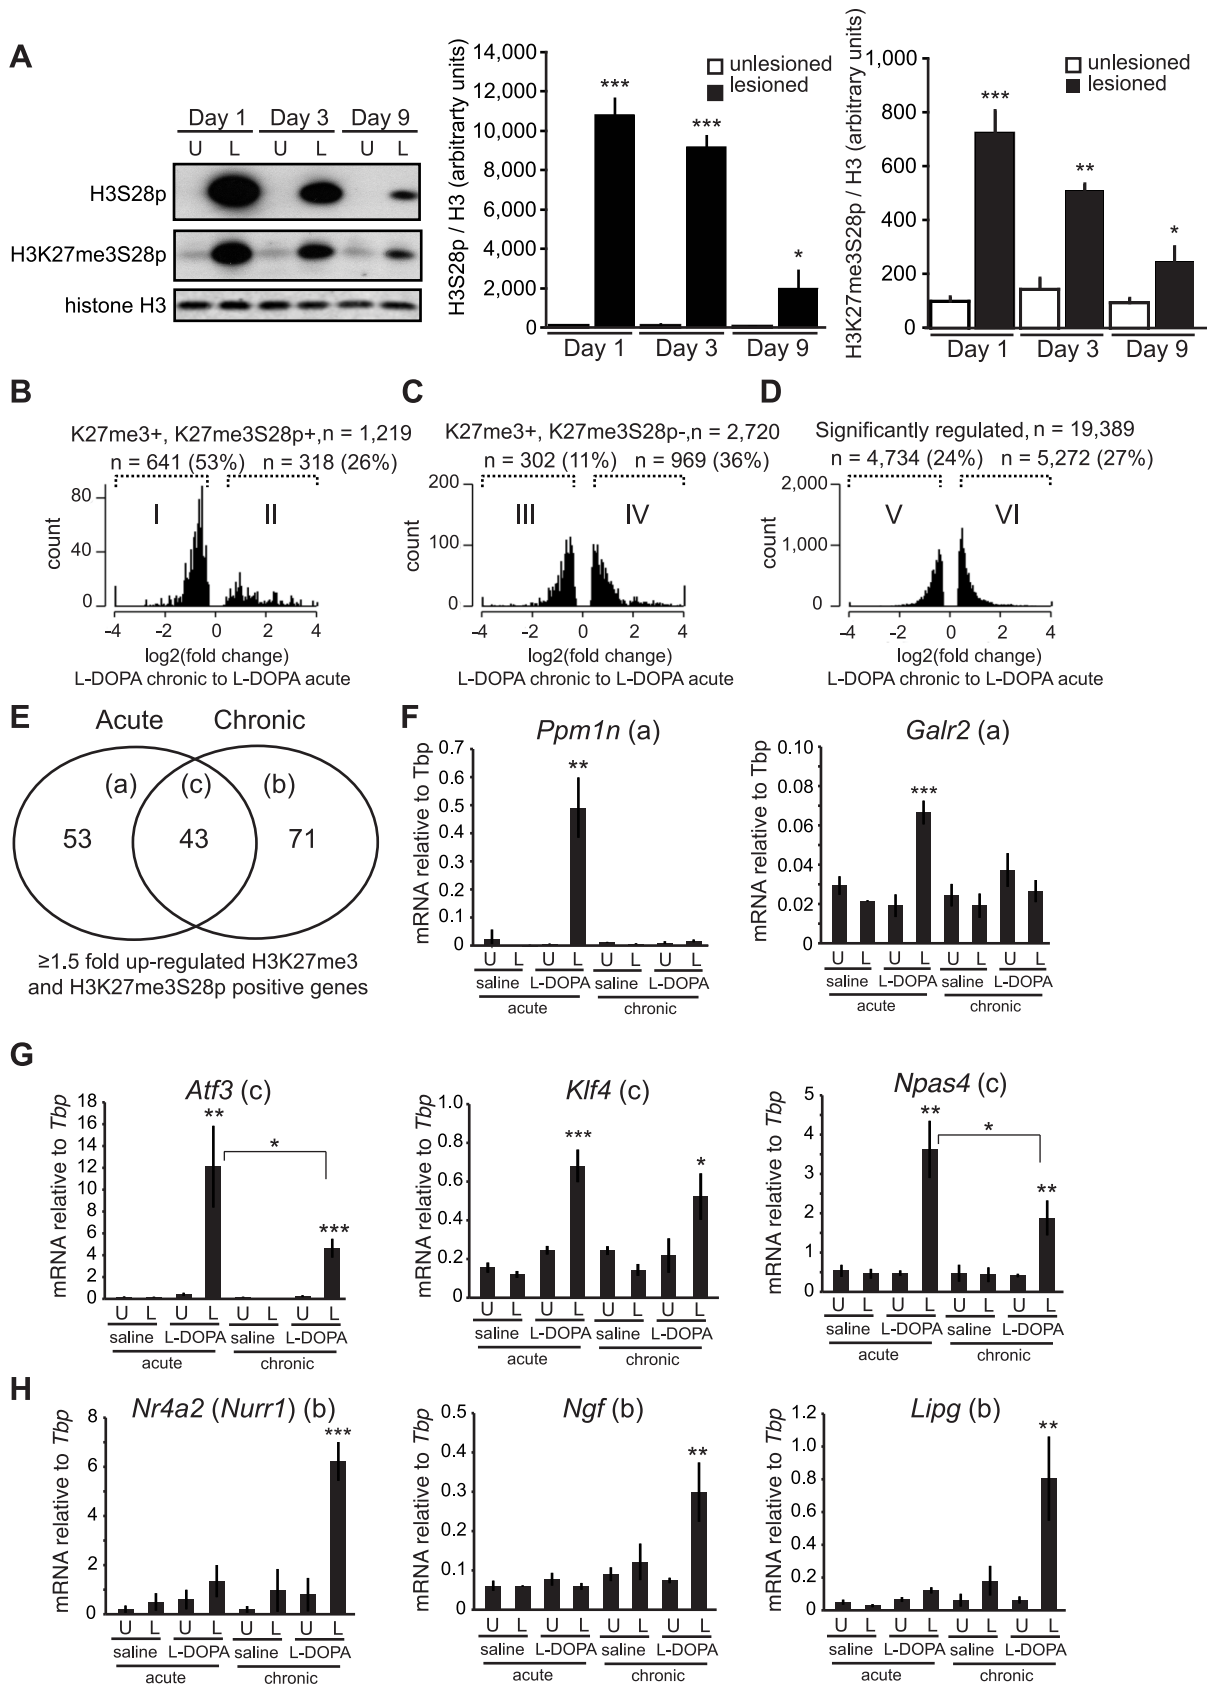 A
Day 1 Day 3 Day 9
U L U L U L
H3S28p
H3K27me3S28p
histone H3
H3S28p / H3 (arbitrarty units)
14,000
12,000
10,000
8,000
6,000
4,000
2,000
0
unlesioned
lesioned
***
***
*
Day 1 Day 3 Day 9
H3K27me3S28p / H3 (arbitrary units)
1,000
800
600
400
200
0
unlesioned
lesioned
***
**
*
Day 1 Day 3 Day 9
B
K27me3+, K27me3S28p+,n = 1,219
n = 641 (53%) n = 318 (26%)
count
80
40
0
I II
-4 -2 0 2 4
log2(fold change)
L-DOPA chronic to L-DOPA acute
C
K27me3+, K27me3S28p-,n = 2,720
n = 302 (11%) n = 969 (36%)
count
200
100
0
III IV
-4 -2 0 2 4
log2(fold change)
L-DOPA chronic to L-DOPA acute
D
Significantly regulated, n = 19,389
n = 4,734 (24%) n = 5,272 (27%)
count
2,000
1,000
0
V VI
-4 -2 0 2 4
log2(fold change)
L-DOPA chronic to L-DOPA acute
E
Acute Chronic
(a) (c) (b)
53 43 71
≥1.5 fold up-regulated H3K27me3
and H3K27me3S28p positive genes
F
Ppm1n (a)
mRNA relative to Tbp
0.7
0.6
0.5
0.4
0.3
0.2
0.1
0
**
U L U L U L U L
saline L-DOPA saline L-DOPA
acute chronic
Galr2 (a)
mRNA relative to Tbp
0.10
0.08
0.06
0.04
0.02
0
***
U L U L U L U L
saline L-DOPA saline L-DOPA
acute chronic
G
Atf3 (c)
mRNA relative to Tbp
18
16
14
12
10
8
6
4
2
0
**
*
***
U L U L U L U L
saline L-DOPA saline L-DOPA
acute chronic
Klf4 (c)
mRNA relative to Tbp
1.0
0.8
0.6
0.4
0.2
0
***
*
U L U L U L U L
saline L-DOPA saline L-DOPA
acute chronic
Npas4 (c)
mRNA relative to Tbp
5
4
3
2
1
0
**
*
**
U L U L U L U L
saline L-DOPA saline L-DOPA
acute chronic
H
Nr4a2 (Nurr1) (b)
mRNA relative to Tbp
8
6
4
2
0
***
U L U L U L U L
saline L-DOPA saline L-DOPA
acute chronic
Ngf (b)
mRNA relative to Tbp
0.5
0.4
0.3
0.2
0.1
0
**
U L U L U L U L
saline L-DOPA saline L-DOPA
acute chronic
Lipg (b)
mRNA relative to Tbp
1.2
1.0
0.8
0.6
0.4
0.2
0
**
U L U L U L U L
saline L-DOPA saline L-DOPA
acute chronic